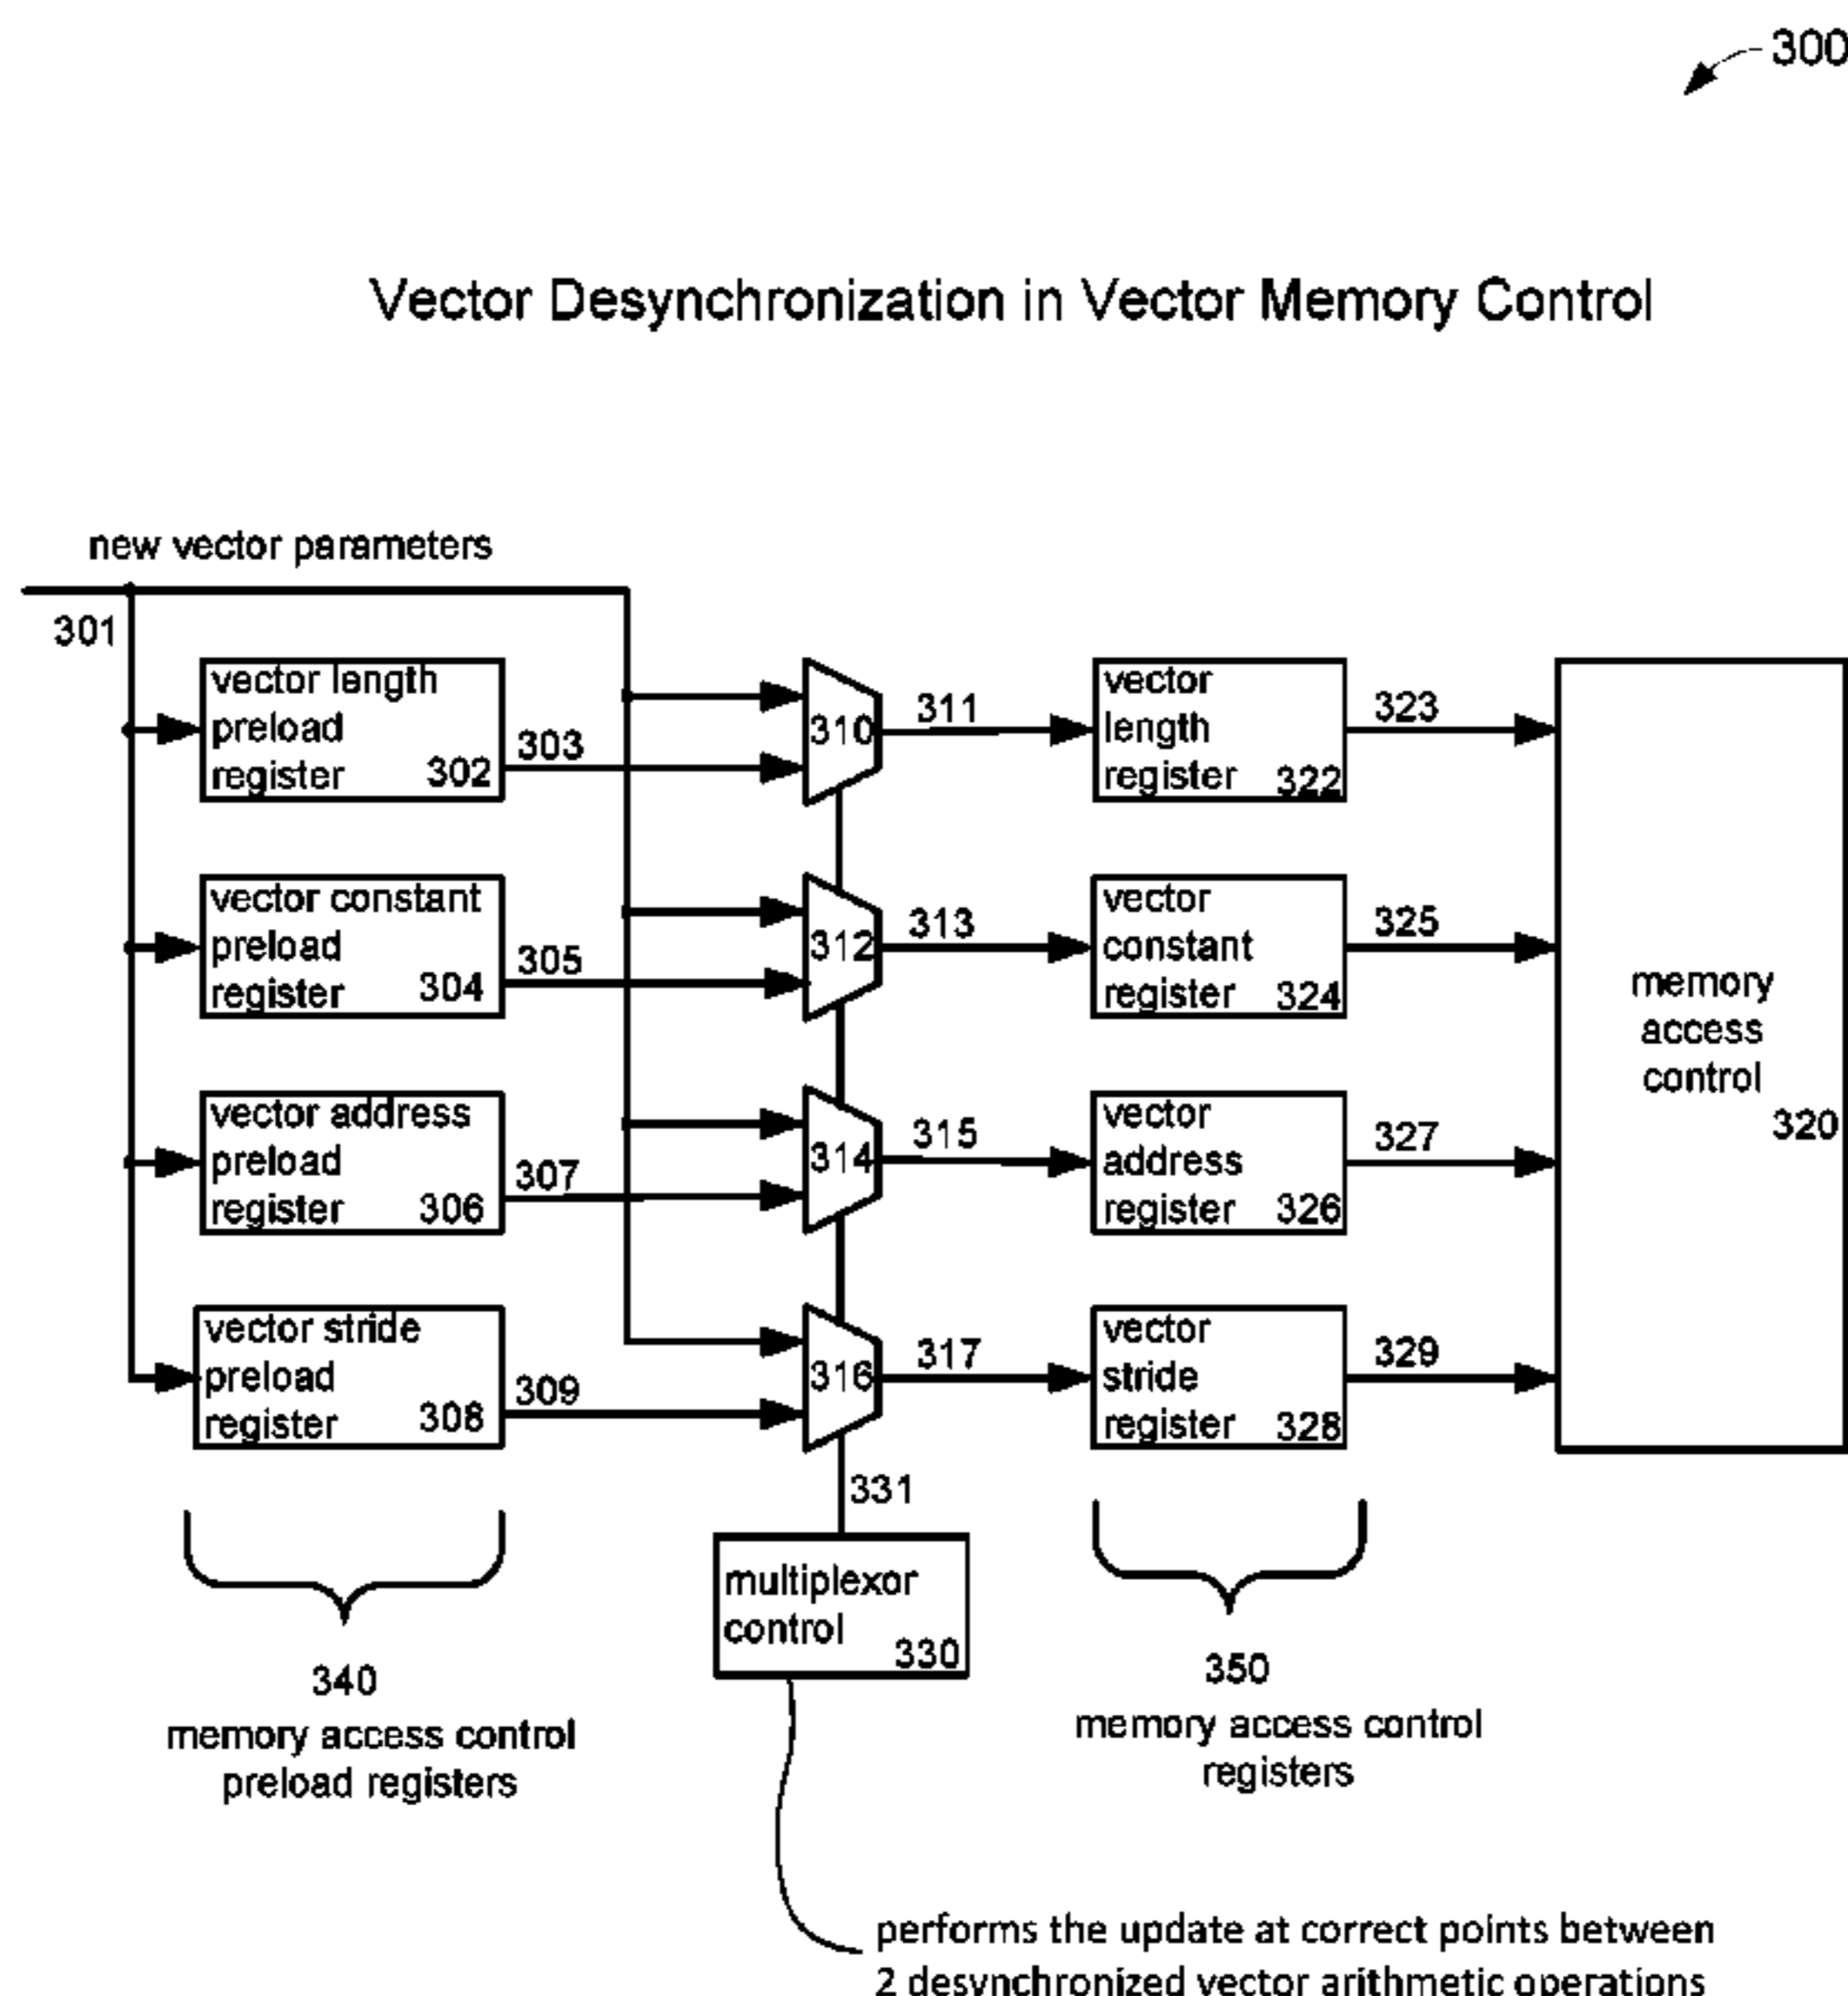 300
Vector Desynchronization in Vector Memory Control
new vector parameters
301
vector length
preload
register 302
303
310
311
vector
length
register 322
323
vector constant
preload
register 304
305
312
313
vector
constant
register 324
325
memory
access
control
320
vector address
preload
register 306
307
314
315
vector
address
register 326
327
vector stride
preload
register 308
309
316
317
vector
stride
register 328
329
331
multiplexor
control
330
340
memory access control
preload registers
350
memory access control
registers
performs the update at correct points between
2 desynchronized vector arithmetic operations